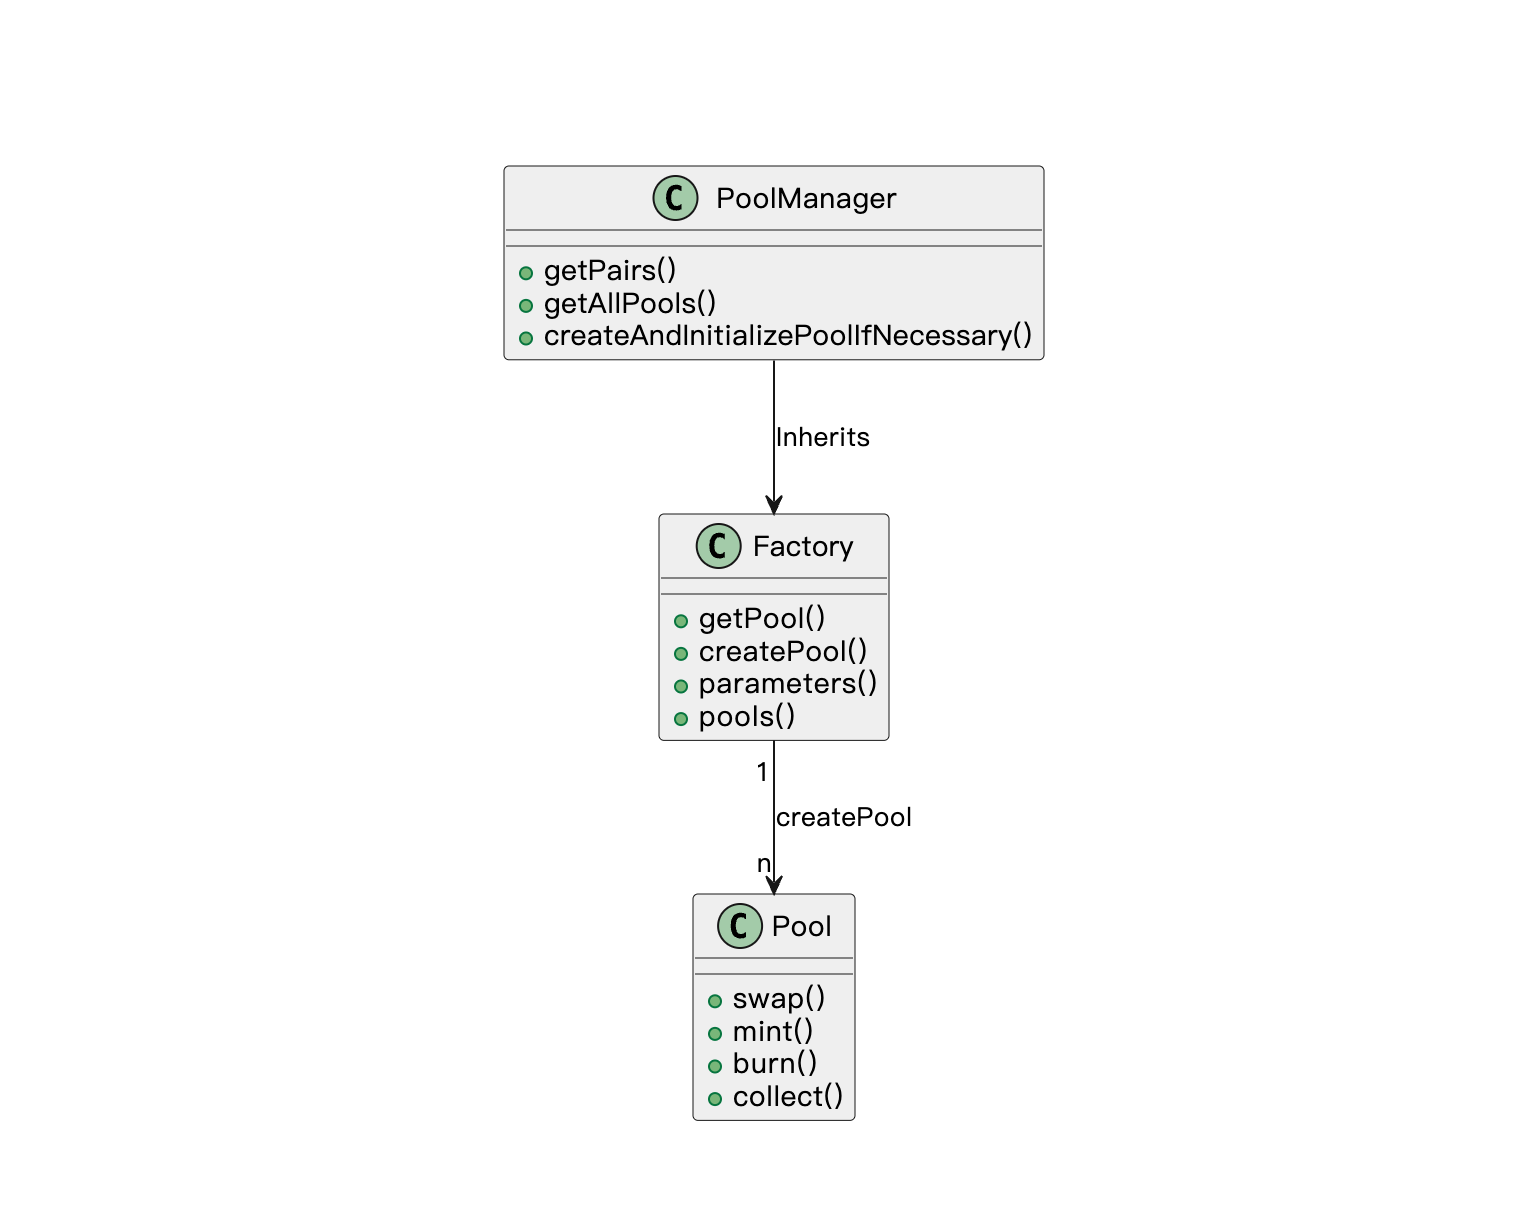 C PoolManager
getPairs()
getAllPools()
createAndInitializePoolIfNecessary()
Inherits
C Factory
getPool()
createPool()
parameters()
pools()
1
createPool
n
C Pool
swap()
mint()
burn()
collect()